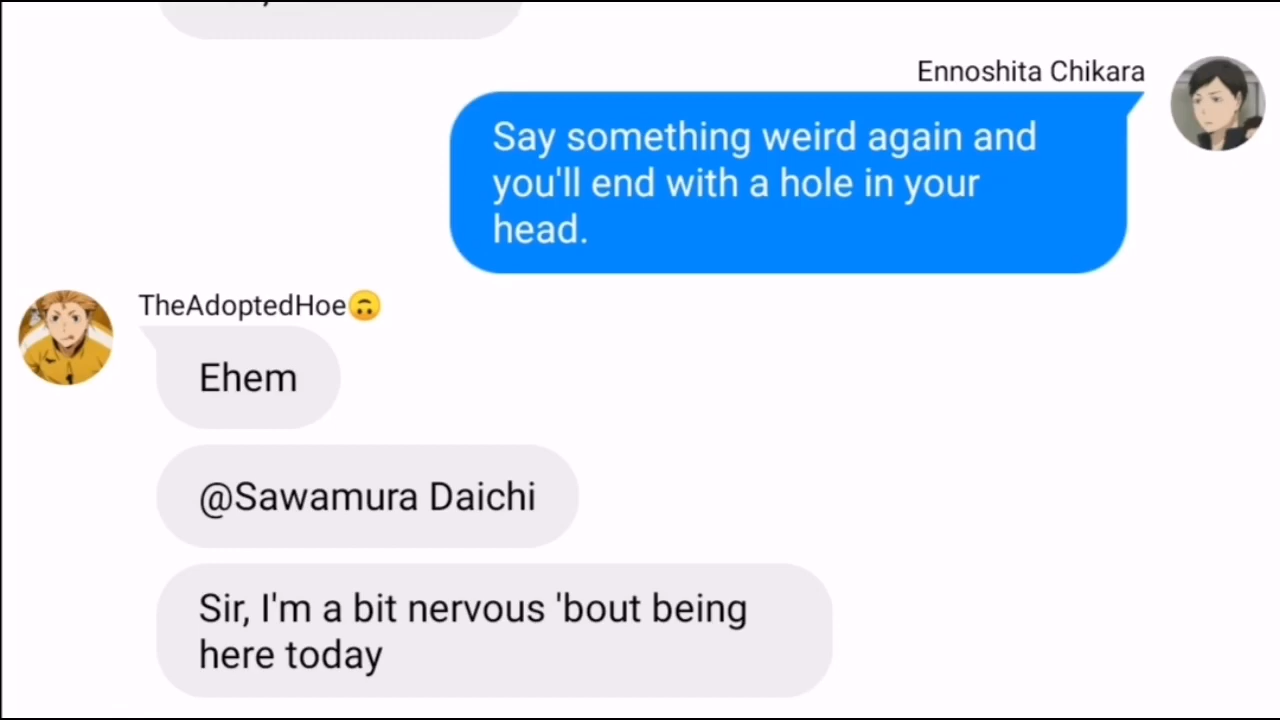 Ennoshita Chikara
Say something weird again and
you'll end with a hole in your
head.
TheAdoptedHoe🙃
Ehem
@Sawamura Daichi
Sir, I'm a bit nervous 'bout being
here today